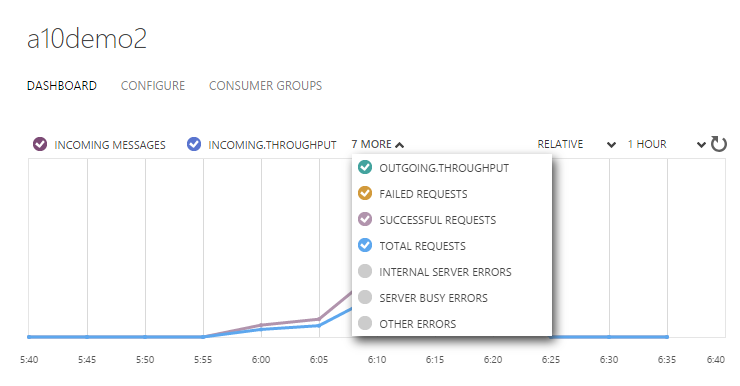 a10demo2
DASHBOARD CONFIGURE CONSUMER GROUPS
INCOMING MESSAGES INCOMING.THROUGHPUT 7 MORE RELATIVE 1 HOUR
OUTGOING.THROUGHPUT
FAILED REQUESTS
SUCCESSFUL REQUESTS
TOTAL REQUESTS
INTERNAL SERVER ERRORS
SERVER BUSY ERRORS
OTHER ERRORS
5:40 5:45 5:50 5:55 6:00 6:05 6:10 6:15 6:20 6:25 6:30 6:35 6:40